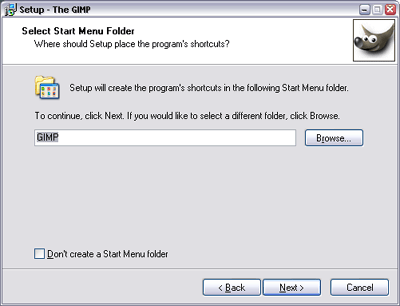 Setup - The GIMP
Select Start Menu Folder
Where should Setup place the program's shortcuts?
Setup will create the program's shortcuts in the following Start Menu folder.
To continue, click Next. If you would like to select a different folder, click Browse.
GIMP
Browse...
Don't create a Start Menu folder
< Back
Next >
Cancel